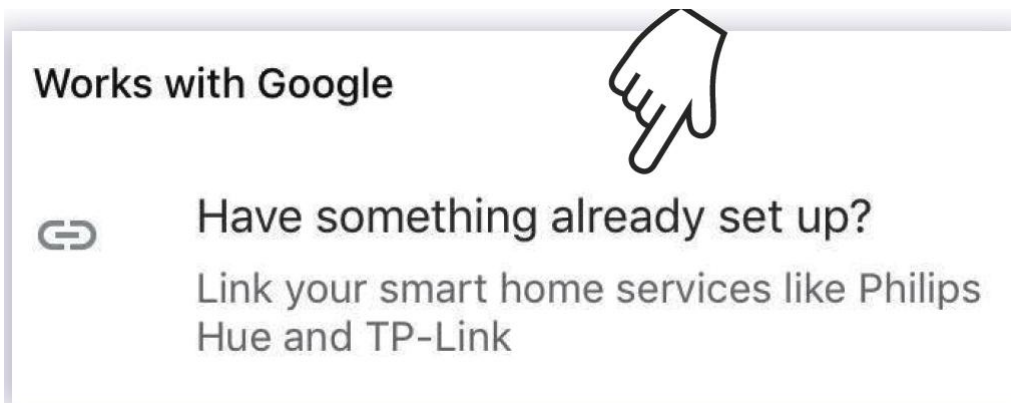 Works with Google
Have something already set up?
Link your smart home services like Philips
Hue and TP-Link